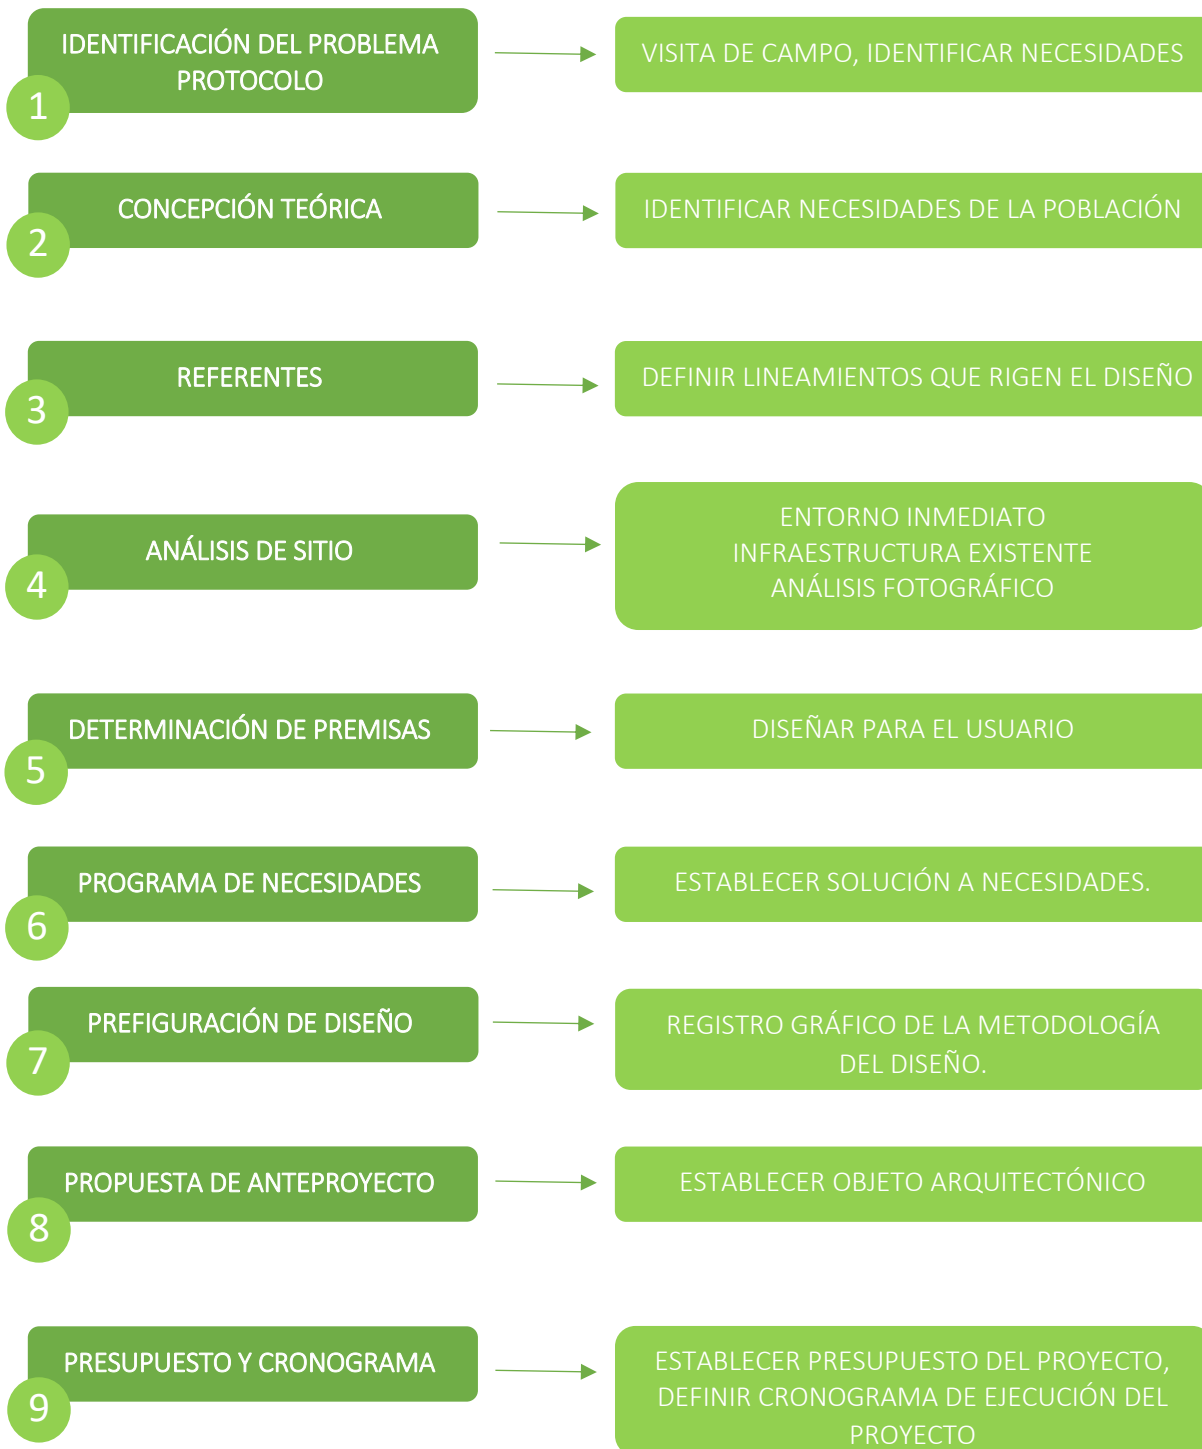 IDENTIFICACIÓN DEL PROBLEMA
PROTOCOLO
1
VISITA DE CAMPO, IDENTIFICAR NECESIDADES
CONCEPCIÓN TEÓRICA
2
IDENTIFICAR NECESIDADES DE LA POBLACIÓN
REFERENTES
3
DEFINIR LINEAMIENTOS QUE RIGEN EL DISEÑO
ANÁLISIS DE SITIO
4
ENTORNO INMEDIATO
INFRAESTRUCTURA EXISTENTE
ANÁLISIS FOTOGRÁFICO
DETERMINACIÓN DE PREMISAS
5
DISEÑAR PARA EL USUARIO
PROGRAMA DE NECESIDADES
6
ESTABLECER SOLUCIÓN A NECESIDADES.
PREFIGURACIÓN DE DISEÑO
7
REGISTRO GRÁFICO DE LA METODOLOGÍA
DEL DISEÑO.
PROPUESTA DE ANTEPROYECTO
8
ESTABLECER OBJETO ARQUITECTÓNICO
PRESUPUESTO Y CRONOGRAMA
9
ESTABLECER PRESUPUESTO DEL PROYECTO,
DEFINIR CRONOGRAMA DE EJECUCIÓN DEL
PROYECTO